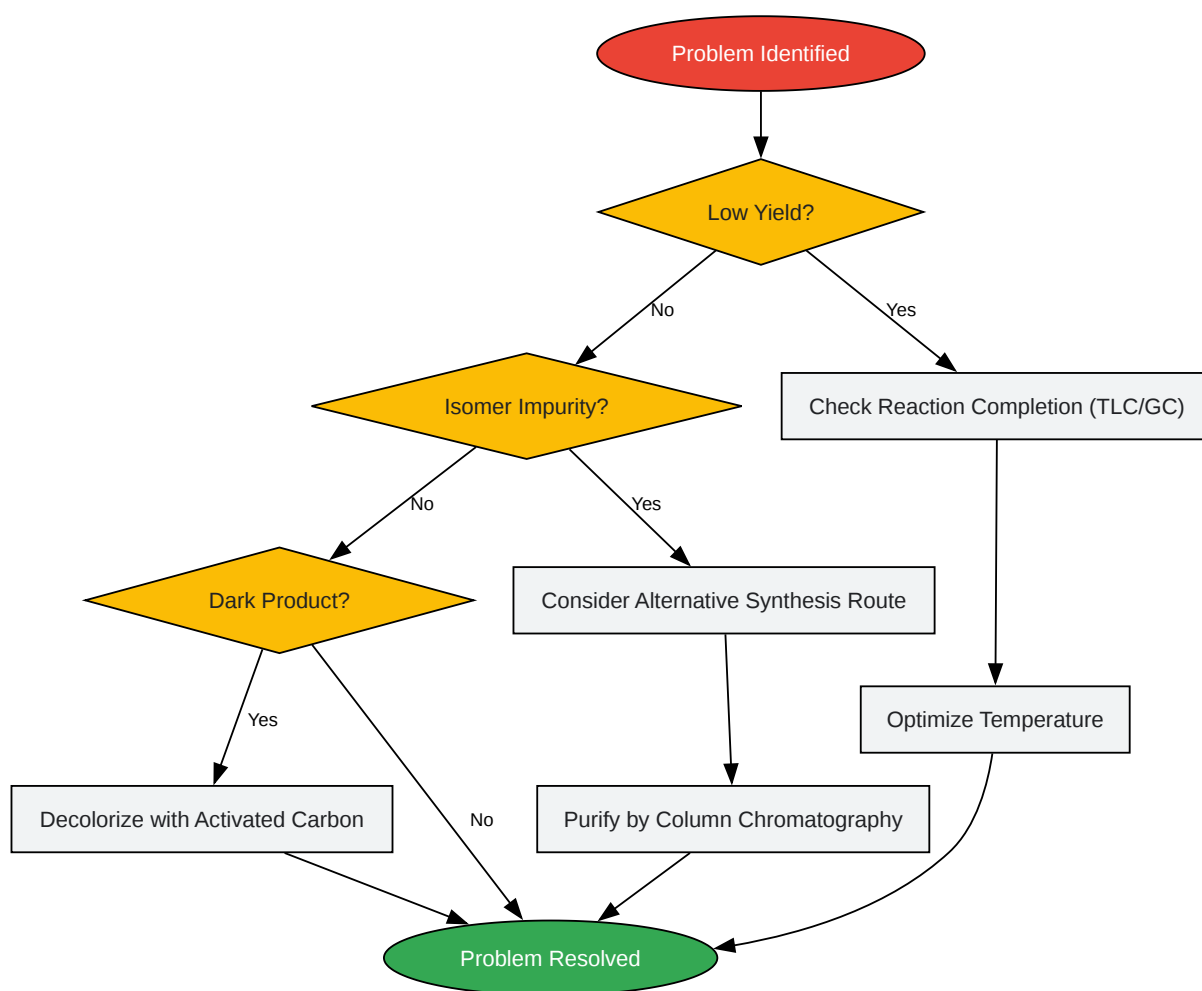 Problem Identified
Low Yield?
No
Yes
Isomer Impurity?
Check Reaction Completion (TLC/GC)
No
Yes
Dark Product?
Consider Alternative Synthesis Route
Yes
Optimize Temperature
Decolorize with Activated Carbon
No
Purify by Column Chromatography
Problem Resolved